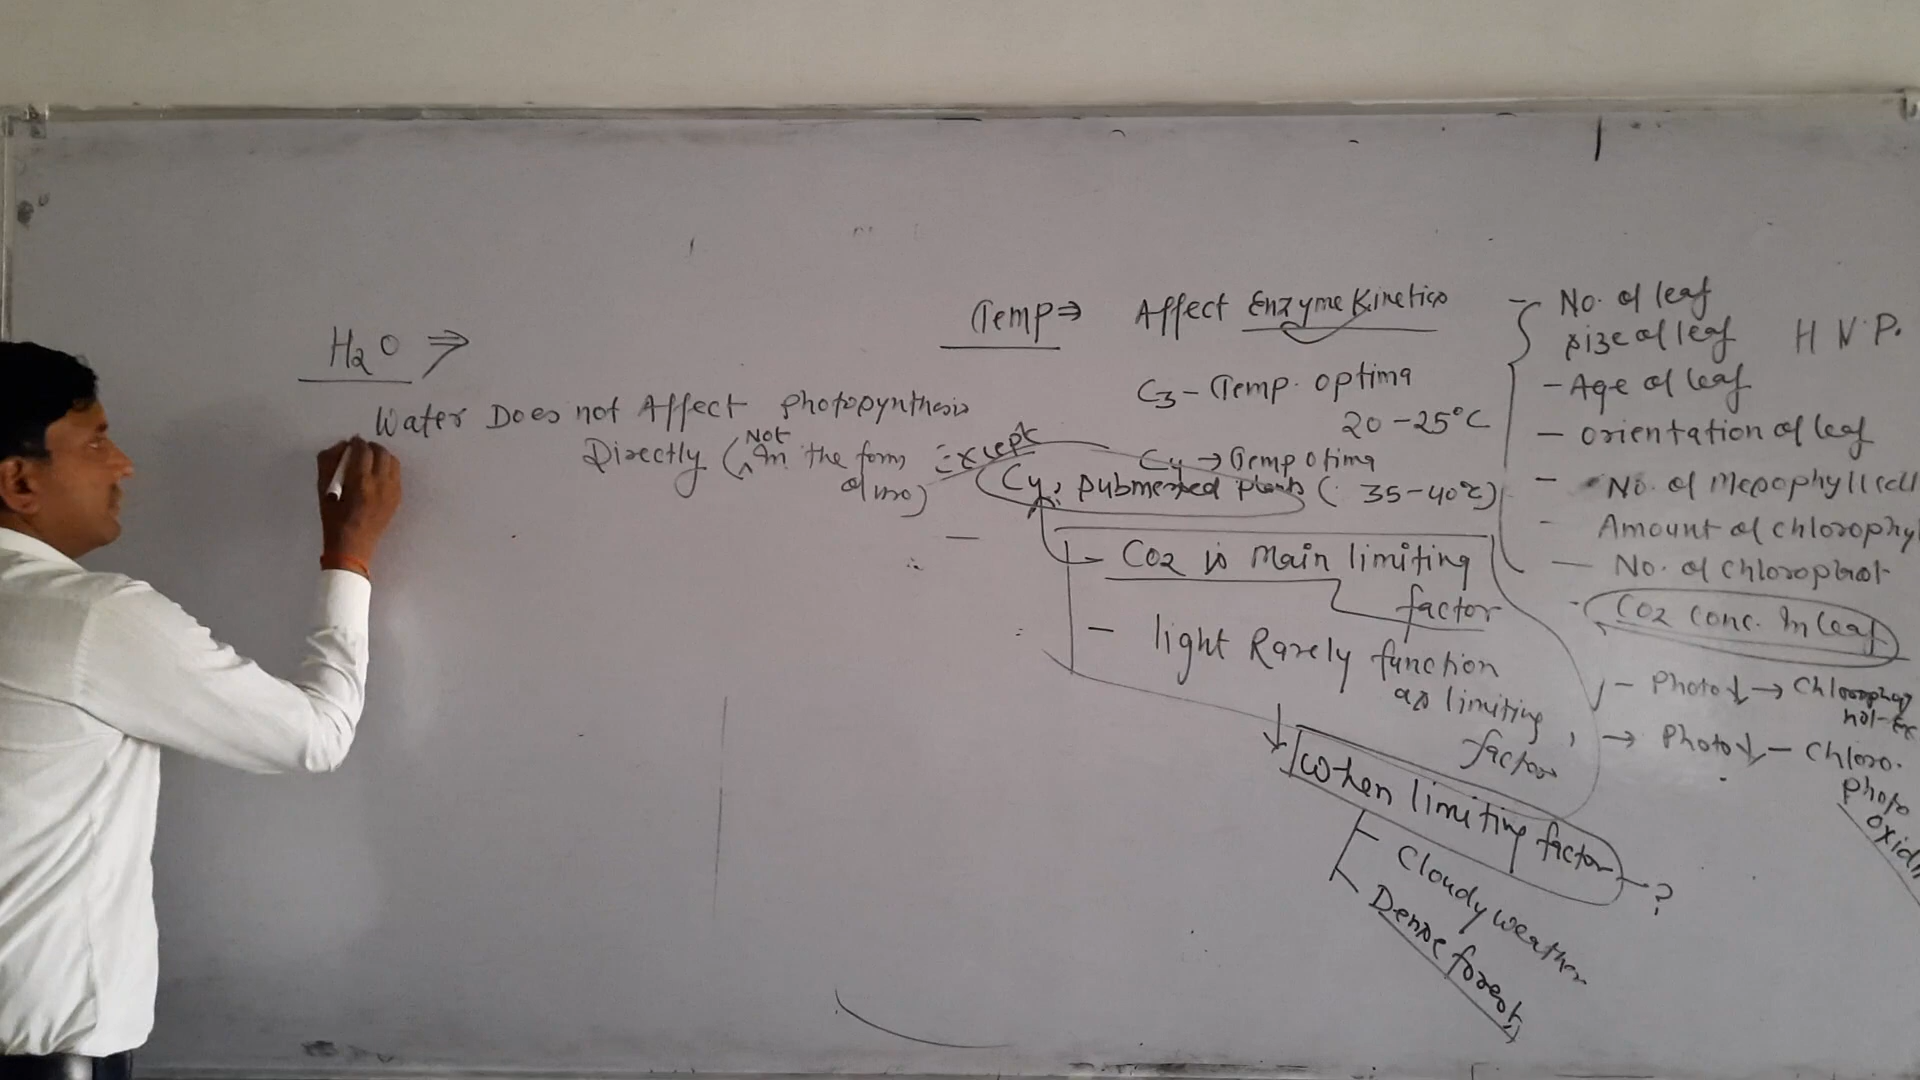 H2O ⇒
Water Does not Affect photosynthesis
Directly (Not In the form
of H2O)
Temp ⇒ Affect Enzyme Kinetics
C3 - Temp. optima
20-25°C
C4 → Temp optima
(35-40°C)
Except
C4, submerged plants
- CO2 is Main limiting
factor
- light Rarely function
as limiting
factor
When limiting factor - ?
Cloudy weather
Dense forest
- No. of leaf
size of leaf
H V P.
- Age of leaf
- orientation of leaf
- No. of Mesophyll cell
- Amount of chlorophyl
- No. of chloroplast
- CO2 conc. In leaf
- Photo ↓ → Chlorophay
→ Photo ↓ - Chloro.
photo
oxid